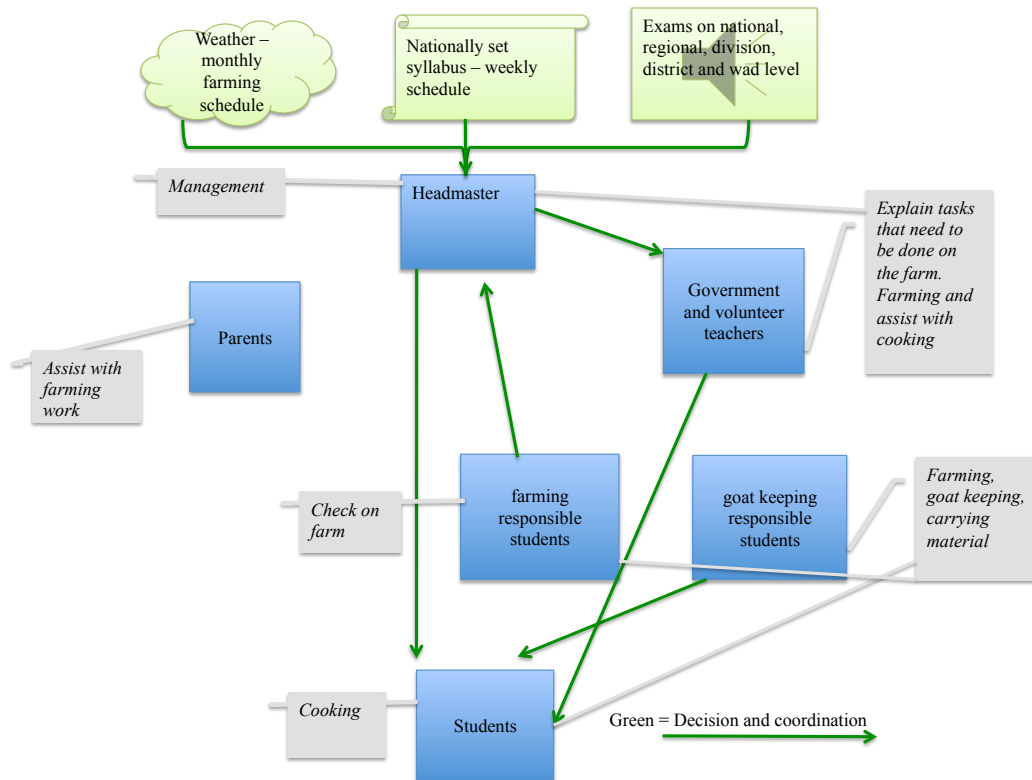 Weather –
monthly
farming
schedule
Nationally set
syllabus – weekly
schedule
Exams on national,
regional, division,
district and wad level
Management
Headmaster
Explain tasks
that need to
be done on
the farm.
Farming and
assist with
cooking
Government
and volunteer
teachers
Parents
Assist with
farming
work
farming
responsible
students
goat keeping
responsible
students
Farming,
goat keeping,
carrying
material
Check on
farm
Cooking
Students
Green = Decision and coordination